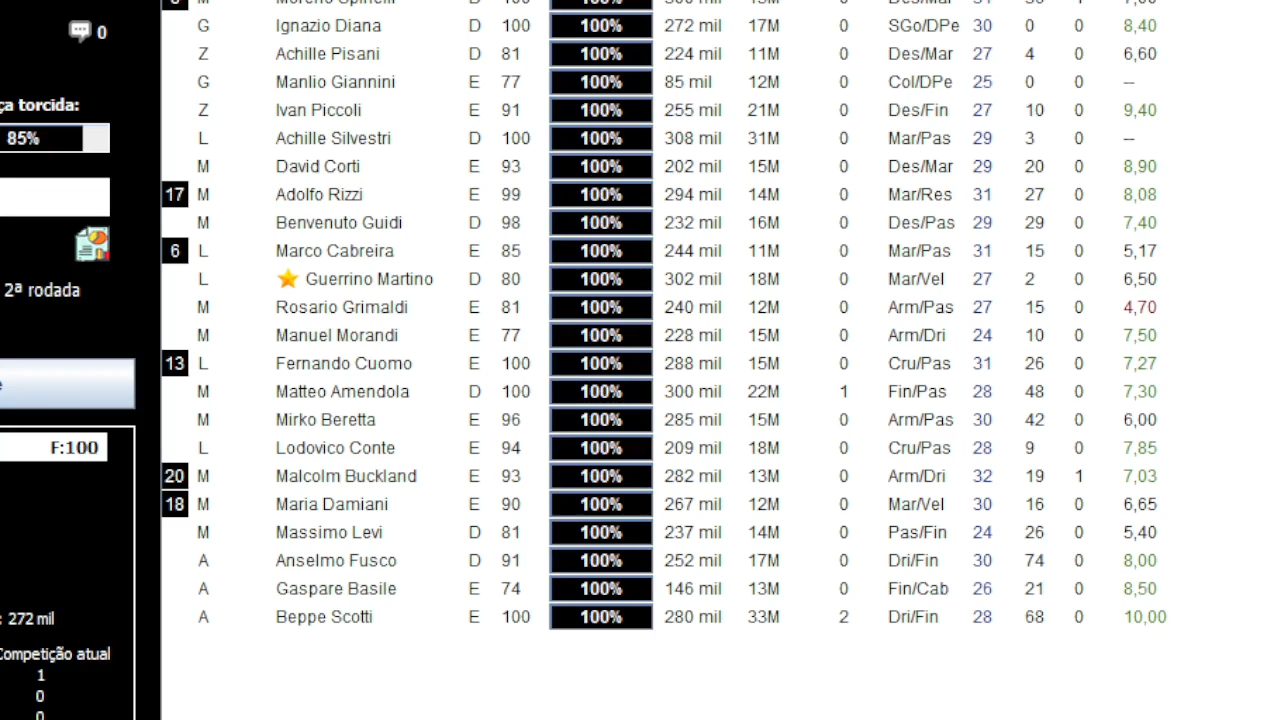 8 M Moreno Spinelli D 100 100% 300 mil 15M 0 Des/Mar 31 30 1 7,00
G Ignazio Diana D 100 100% 272 mil 17M 0 SGo/DPe 30 0 0 8,40
0
Z Achille Pisani D 81 100% 224 mil 11M 0 Des/Mar 27 4 0 6,60
G Manlio Giannini E 77 100% 85 mil 12M 0 Col/DPe 25 0 0 --
ça torcida:
Z Ivan Piccoli E 91 100% 255 mil 21M 0 Des/Fin 27 10 0 9,40
85%
L Achille Silvestri D 100 100% 308 mil 31M 0 Mar/Pas 29 3 0 --
M David Corti E 93 100% 202 mil 15M 0 Des/Mar 29 20 0 8,90
17 M Adolfo Rizzi E 99 100% 294 mil 14M 0 Mar/Res 31 27 0 8,08
M Benvenuto Guidi D 98 100% 232 mil 16M 0 Des/Pas 29 29 0 7,40
6 L Marco Cabreira E 85 100% 244 mil 11M 0 Mar/Pas 31 15 0 5,17
L Guerrino Martino D 80 100% 302 mil 18M 0 Mar/Vel 27 2 0 6,50
2ª rodada
M Rosario Grimaldi E 81 100% 240 mil 12M 0 Arm/Pas 27 15 0 4,70
M Manuel Morandi E 77 100% 228 mil 15M 0 Arm/Dri 24 10 0 7,50
13 L Fernando Cuomo E 100 100% 288 mil 15M 0 Cru/Pas 31 26 0 7,27
e
M Matteo Amendola D 100 100% 300 mil 22M 1 Fin/Pas 28 48 0 7,30
M Mirko Beretta E 96 100% 285 mil 15M 0 Arm/Pas 30 42 0 6,00
F:100
L Lodovico Conte E 94 100% 209 mil 18M 0 Cru/Pas 28 9 0 7,85
20 M Malcolm Buckland E 93 100% 282 mil 13M 0 Arm/Dri 32 19 1 7,03
18 M Maria Damiani E 90 100% 267 mil 12M 0 Mar/Vel 30 16 0 6,65
M Massimo Levi D 81 100% 237 mil 14M 0 Pas/Fin 24 26 0 5,40
A Anselmo Fusco D 91 100% 252 mil 17M 0 Dri/Fin 30 74 0 8,00
A Gaspare Basile E 74 100% 146 mil 13M 0 Fin/Cab 26 21 0 8,50
A Beppe Scotti E 100 100% 280 mil 33M 2 Dri/Fin 28 68 0 10,00
: 272 mil
Competição atual
1
0
0